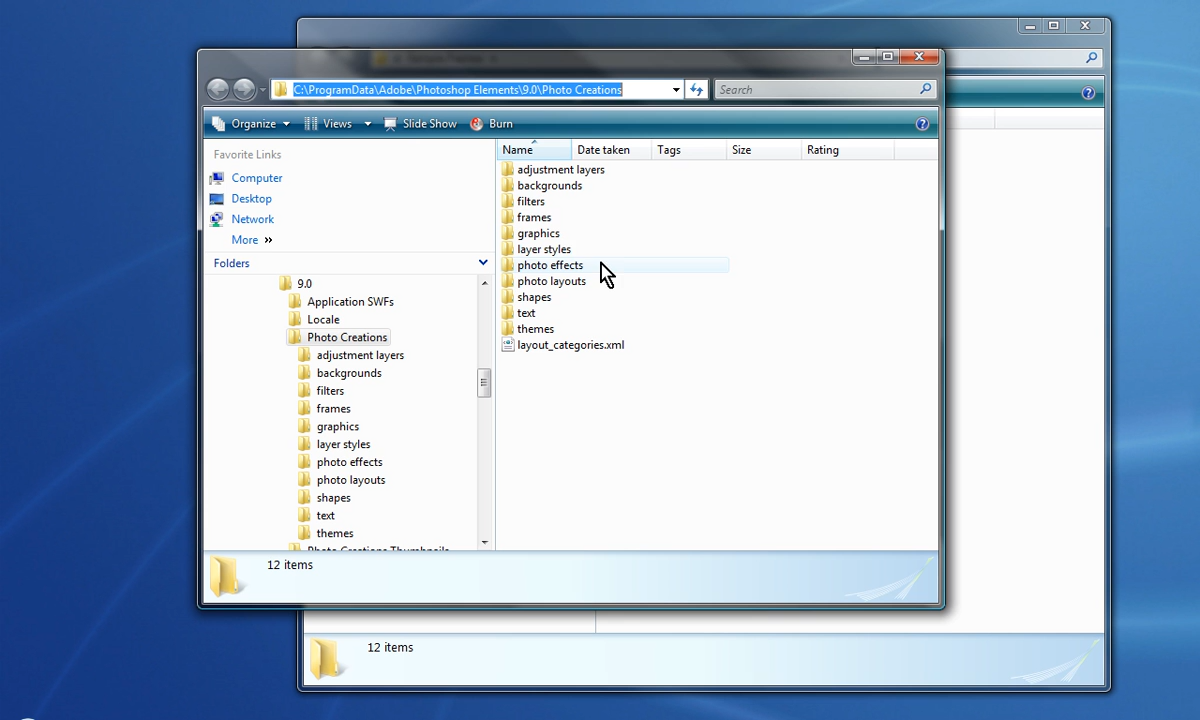 C:\ProgramData\Adobe\Photoshop Elements\9.0\Photo Creations
Search
Organize Views Slide Show Burn
Favorite Links
Computer
Desktop
Network
More »
Folders
9.0
Application SWFs
Locale
Photo Creations
adjustment layers
backgrounds
filters
frames
graphics
layer styles
photo effects
photo layouts
shapes
text
themes
Photo Creations Thumbnails
Name Date taken Tags Size Rating
adjustment layers
backgrounds
filters
frames
graphics
layer styles
photo effects
photo layouts
shapes
text
themes
layout_categories.xml
12 items
12 items